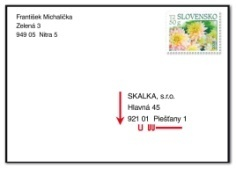 František Michalička
Zelená 3
949 05 Nitra 5
SLOVENSKO
SKALKA, s.r.o.
Hlavná 45
921 01 Piešťany 1